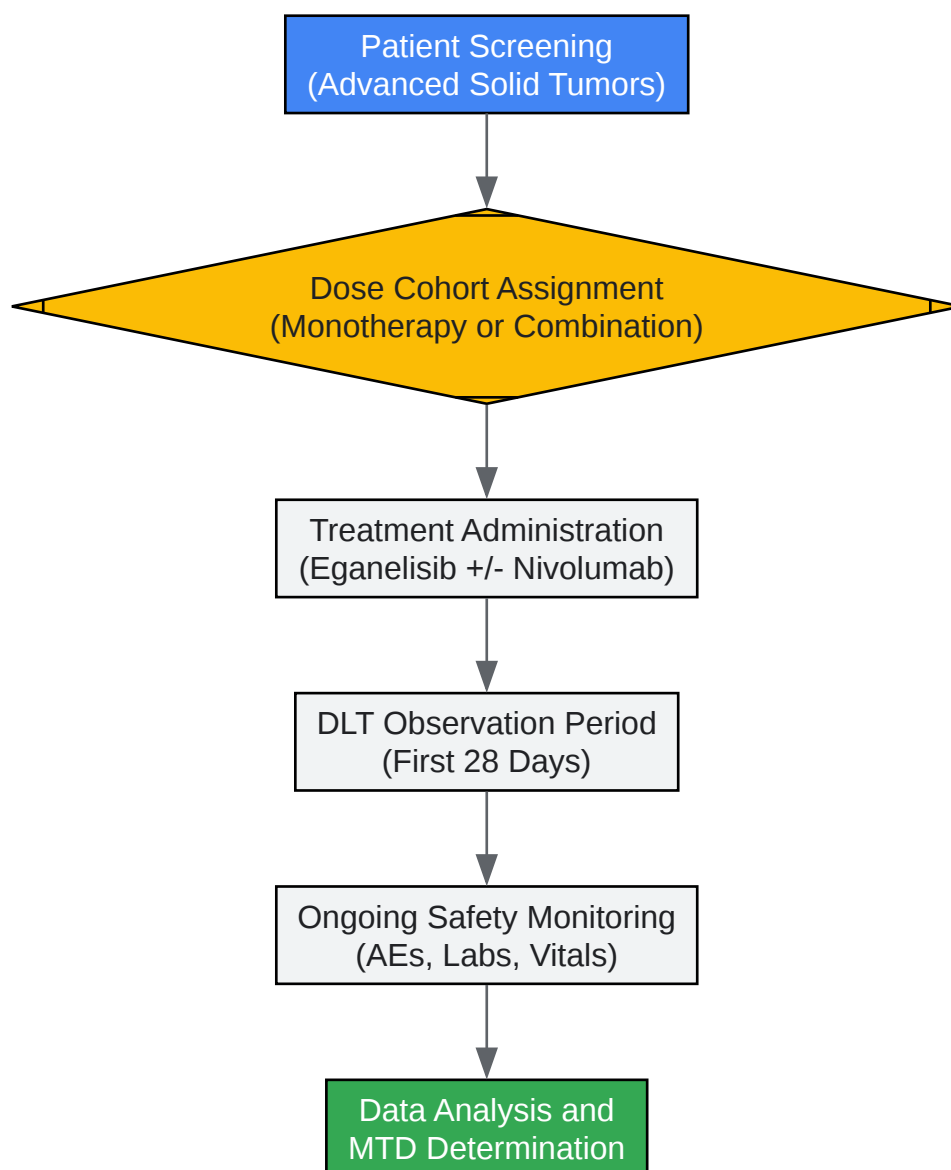 Patient Screening
(Advanced Solid Tumors)
Dose Cohort Assignment
(Monotherapy or Combination)
Treatment Administration
(Eganelisib +/- Nivolumab)
DLT Observation Period
(First 28 Days)
Ongoing Safety Monitoring
(AEs, Labs, Vitals)
Data Analysis and
MTD Determination